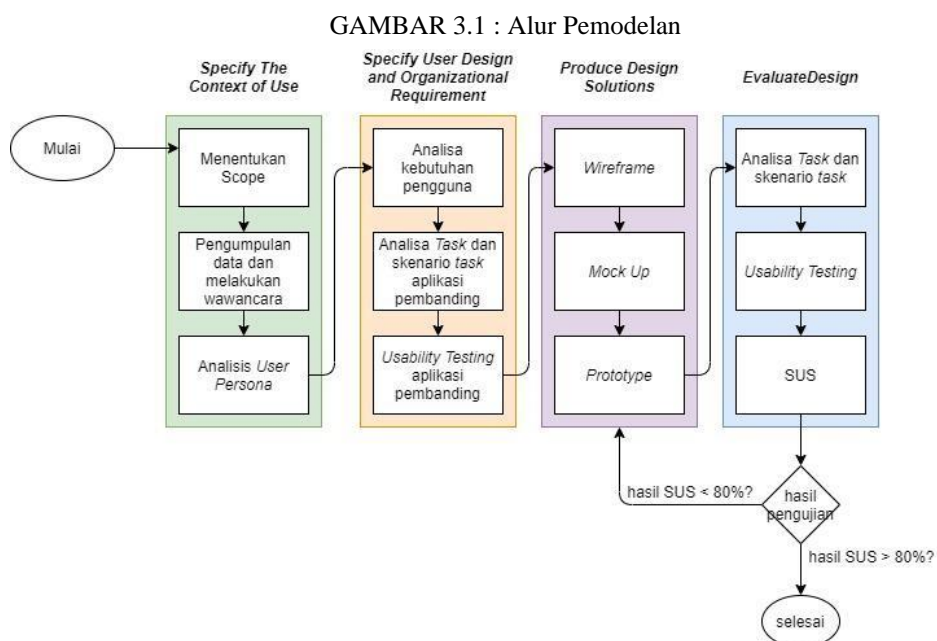 GAMBAR 3.1 : Alur Pemodelan
Specify The
Context of Use
Specify User Design
and Organizational
Requirement
Produce Design
Solutions
EvaluateDesign
Mulai
Menentukan
Scope
Pengumpulan
data dan
melakukan
wawancara
Analisis User
Persona
Analisa
kebutuhan
pengguna
Analisa Task dan
skenario task
aplikasi
pembanding
Usability Testing
aplikasi
pembanding
Wireframe
Mock Up
Prototype
Analisa Task dan
skenario task
Usability Testing
SUS
hasil SUS < 80%?
hasil
pengujian
hasil SUS > 80%?
selesai